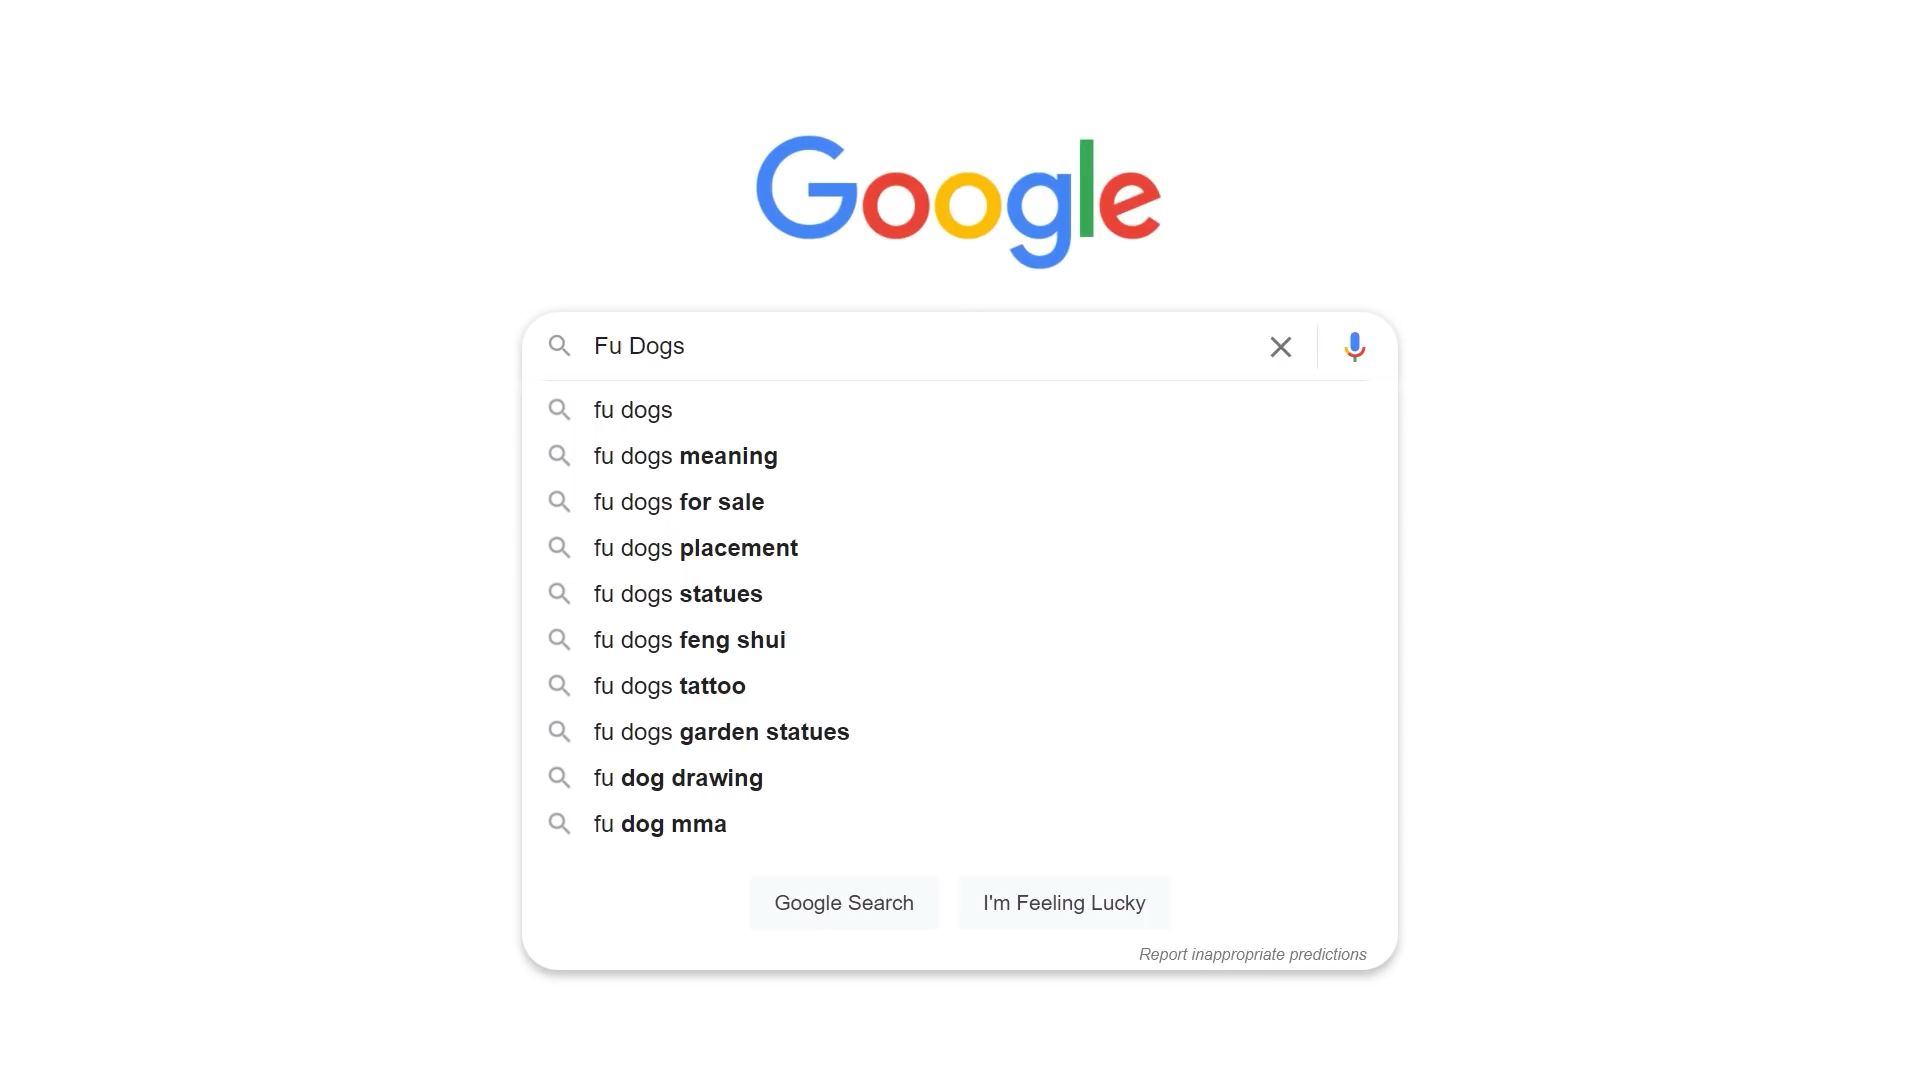 Google
Fu Dogs
fu dogs
fu dogs meaning
fu dogs for sale
fu dogs placement
fu dogs statues
fu dogs feng shui
fu dogs tattoo
fu dogs garden statues
fu dog drawing
fu dog mma
Google Search I'm Feeling Lucky
Report inappropriate predictions